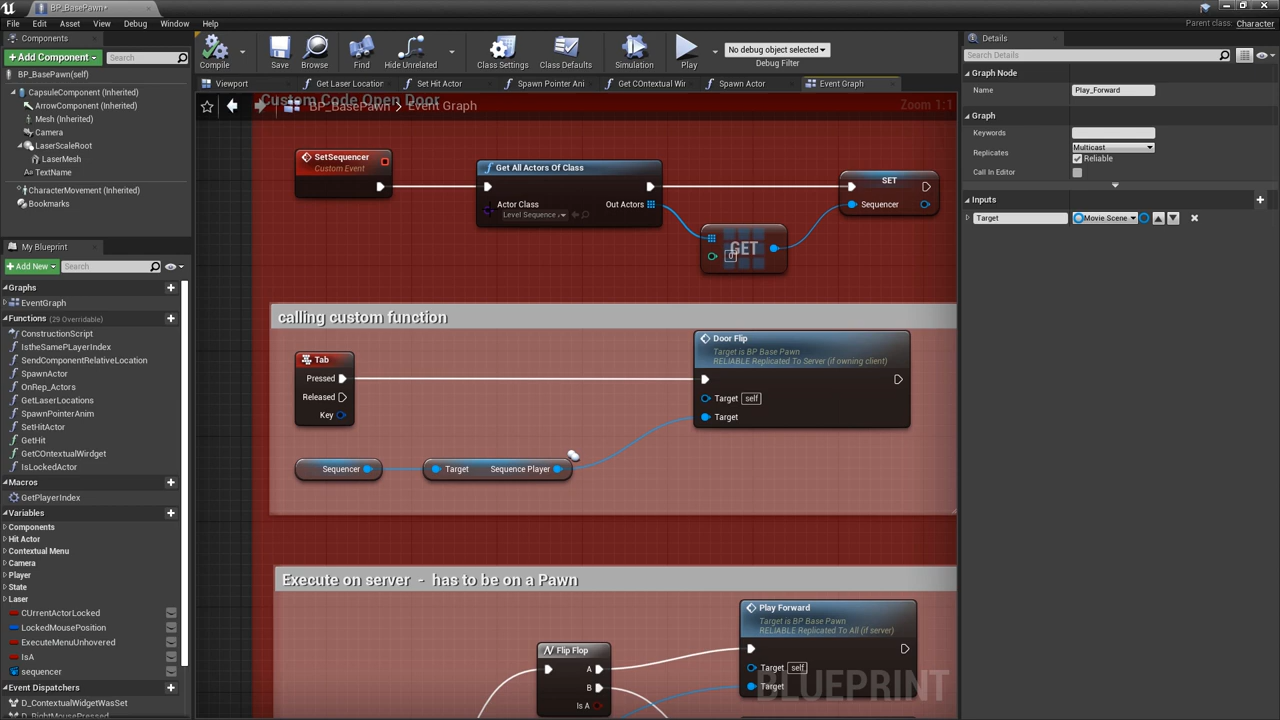 BP_BasePawn*
File Edit Asset View Debug Window Help
Parent class: Character
Components
+ Add Component
Search
BP_BasePawn(self)
CapsuleComponent (Inherited)
ArrowComponent (Inherited)
Mesh (Inherited)
Camera
LaserScaleRoot
LaserMesh
TextName
CharacterMovement (Inherited)
Bookmarks
My Blueprint
+ Add New
Search
Graphs
EventGraph
Functions (29 Overridable)
ConstructionScript
IstheSamePLayerIndex
SendComponentRelativeLocation
SpawnActor
OnRep_Actors
GetLaserLocations
SpawnPointerAnim
SetHitActor
GetHit
GetCOntextualWirdget
IsLockedActor
Macros
GetPlayerIndex
Variables
Components
Hit Actor
Contextual Menu
Camera
Player
State
Laser
CUrrentActorLocked
LockedMousePosition
ExecuteMenuUnhovered
IsA
sequencer
Event Dispatchers
D_ContextualWidgetWasSet
D_RightMousePressed
Compile
Save
Browse
Find
Hide Unrelated
Class Settings
Class Defaults
Simulation
Play
No debug object selected
Debug Filter
Viewport
Get Laser Location
Set Hit Actor
Spawn Pointer Ani
Get COntextual Wir
Spawn Actor
Event Graph
Custom Code Open Door
BP_BasePawn > Event Graph
Zoom 1:1
SetSequencer
Custom Event
Get All Actors Of Class
Actor Class
Level Sequence
Out Actors
GET
0
SET
Sequencer
calling custom function
Tab
Pressed
Released
Key
Door Flip
Target is BP Base Pawn
RELIABLE Replicated To Server (if owning client)
Target self
Target
Sequencer
Target Sequence Player
Execute on server - has to be on a Pawn
Flip Flop
A
B
Is A
Play Forward
Target is BP Base Pawn
RELIABLE Replicated To All (if server)
Target self
Target
BLUEPRINT
Details
Search Details
Graph Node
Name Play_Forward
Graph
Keywords
Replicates Multicast
Reliable
Call In Editor
Inputs
Target Movie Scene